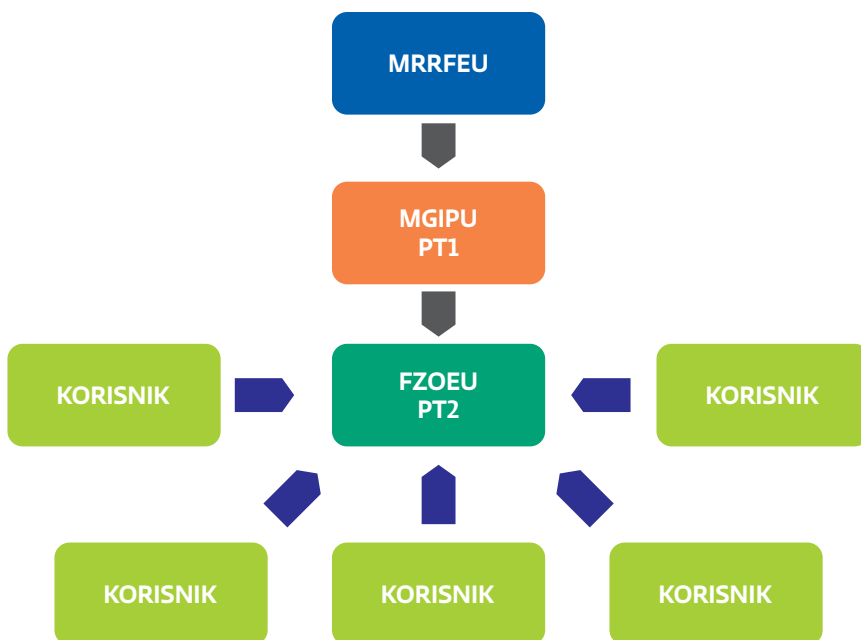 MRRFEU
MGIPU
PT1
KORISNIK
FZOEU
PT2
KORISNIK
KORISNIK
KORISNIK
KORISNIK